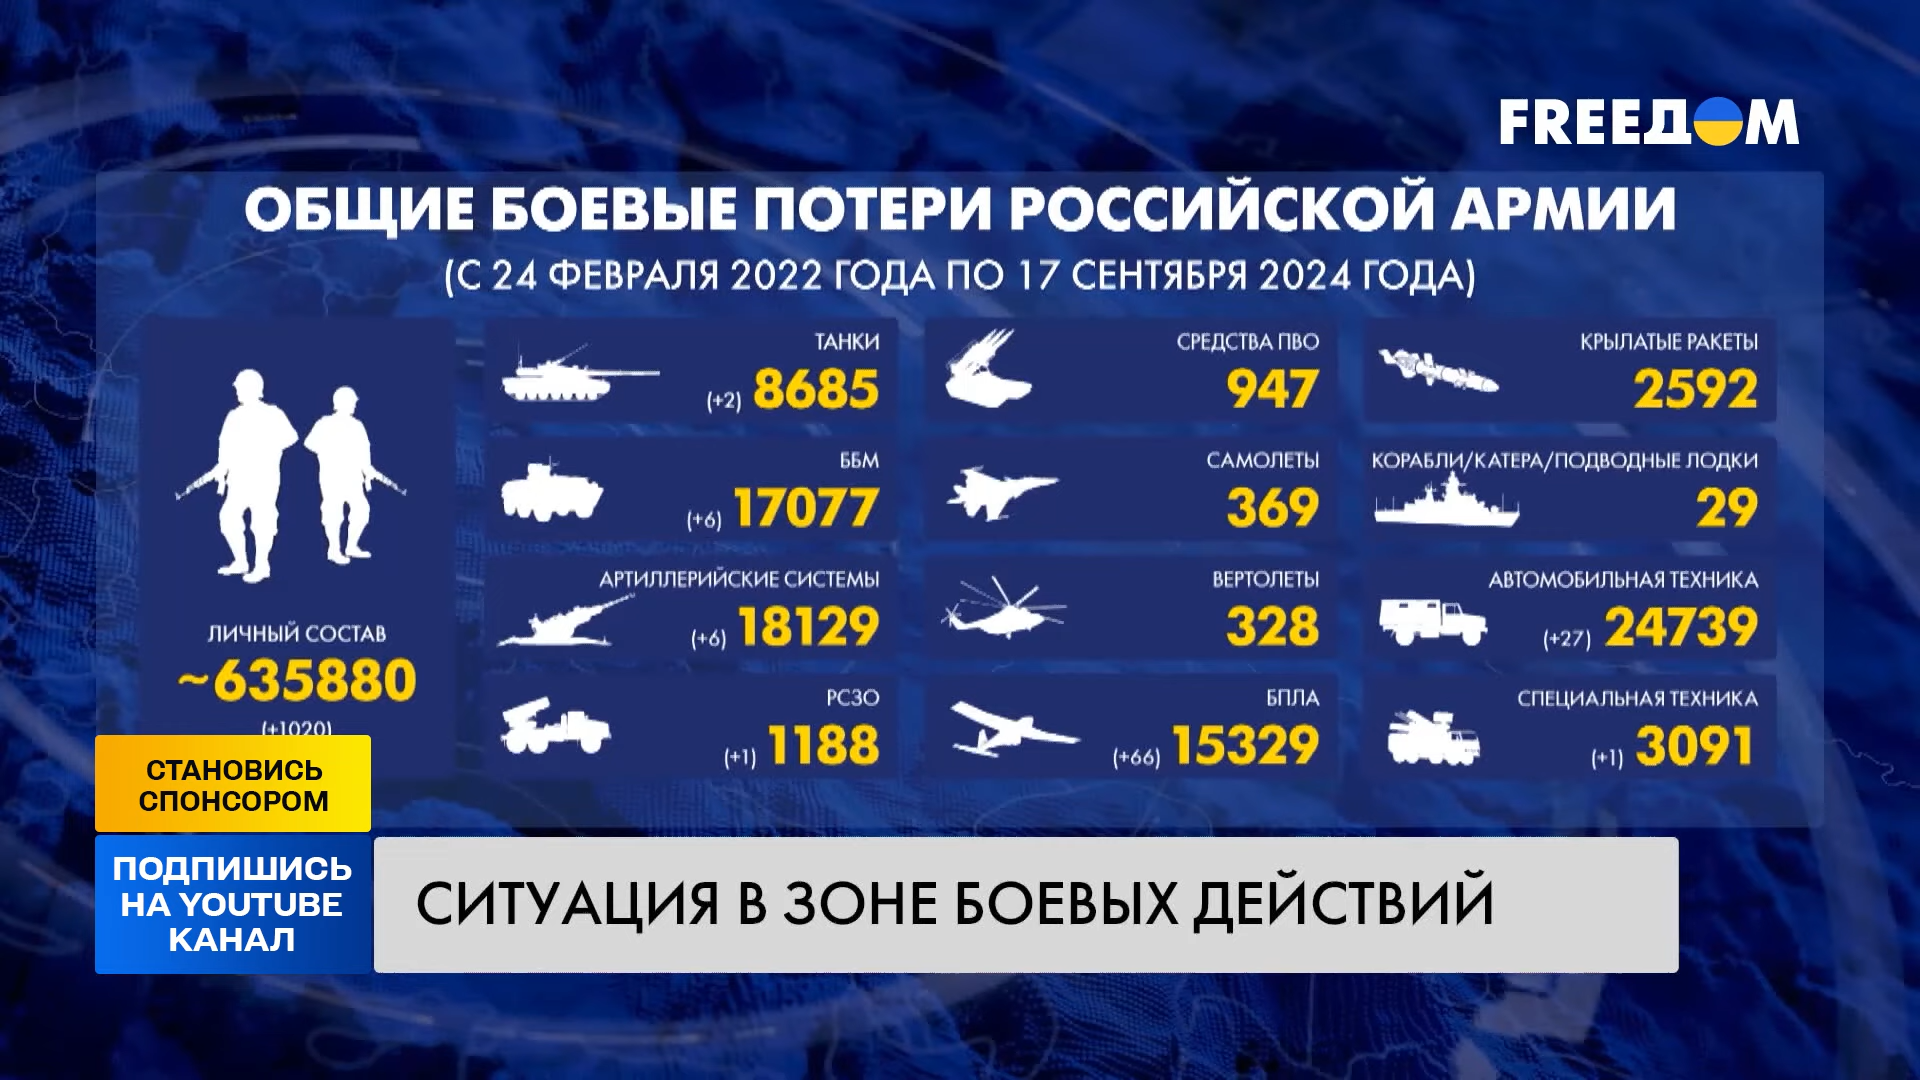 FREEДOM
ОБЩИЕ БОЕВЫЕ ПОТЕРИ РОССИЙСКОЙ АРМИИ
(С 24 ФЕВРАЛЯ 2022 ГОДА ПО 17 СЕНТЯБРЯ 2024 ГОДА)
ЛИЧНЫЙ СОСТАВ
~635880
(+1020)
ТАНКИ
(+2) 8685
ББМ
(+6) 17077
АРТИЛЛЕРИЙСКИЕ СИСТЕМЫ
(+6) 18129
РСЗО
(+1) 1188
СРЕДСТВА ПВО
947
САМОЛЕТЫ
369
ВЕРТОЛЕТЫ
328
БПЛА
(+66) 15329
КРЫЛАТЫЕ РАКЕТЫ
2592
КОРАБЛИ/КАТЕРА/ПОДВОДНЫЕ ЛОДКИ
29
АВТОМОБИЛЬНАЯ ТЕХНИКА
(+27) 24739
СПЕЦИАЛЬНАЯ ТЕХНИКА
(+1) 3091
СТАНОВИСЬ
СПОНСОРОМ
ПОДПИШИСЬ
НА YOUTUBE
КАНАЛ
СИТУАЦИЯ В ЗОНЕ БОЕВЫХ ДЕЙСТВИЙ